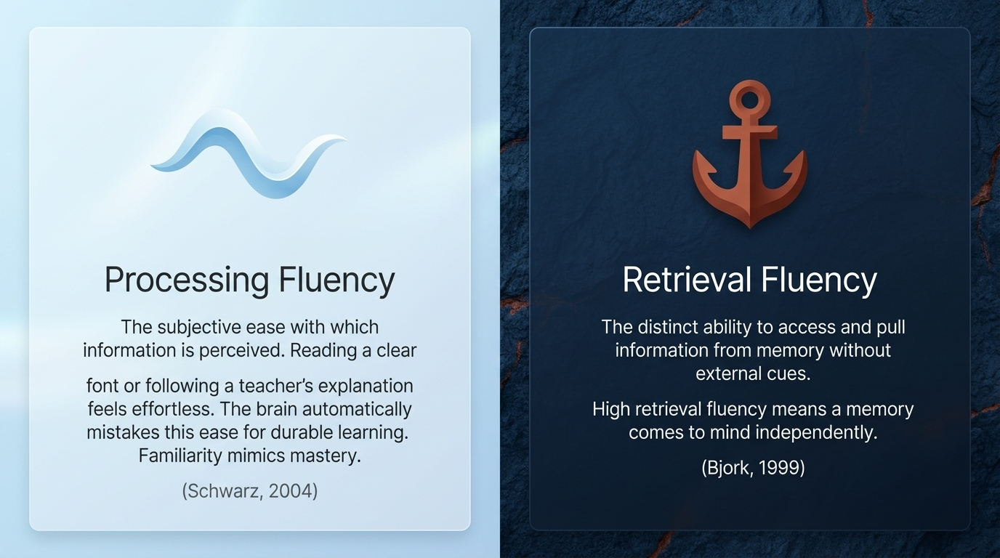 Processing Fluency
The subjective ease with which
information is perceived. Reading a clear
font or following a teacher’s explanation
feels effortless. The brain automatically
mistakes this ease for durable learning.
Familiarity mimics mastery.
(Schwarz, 2004)
Retrieval Fluency
The distinct ability to access and pull
information from memory without
external cues.
High retrieval fluency means a memory
comes to mind independently.
(Bjork, 1999)